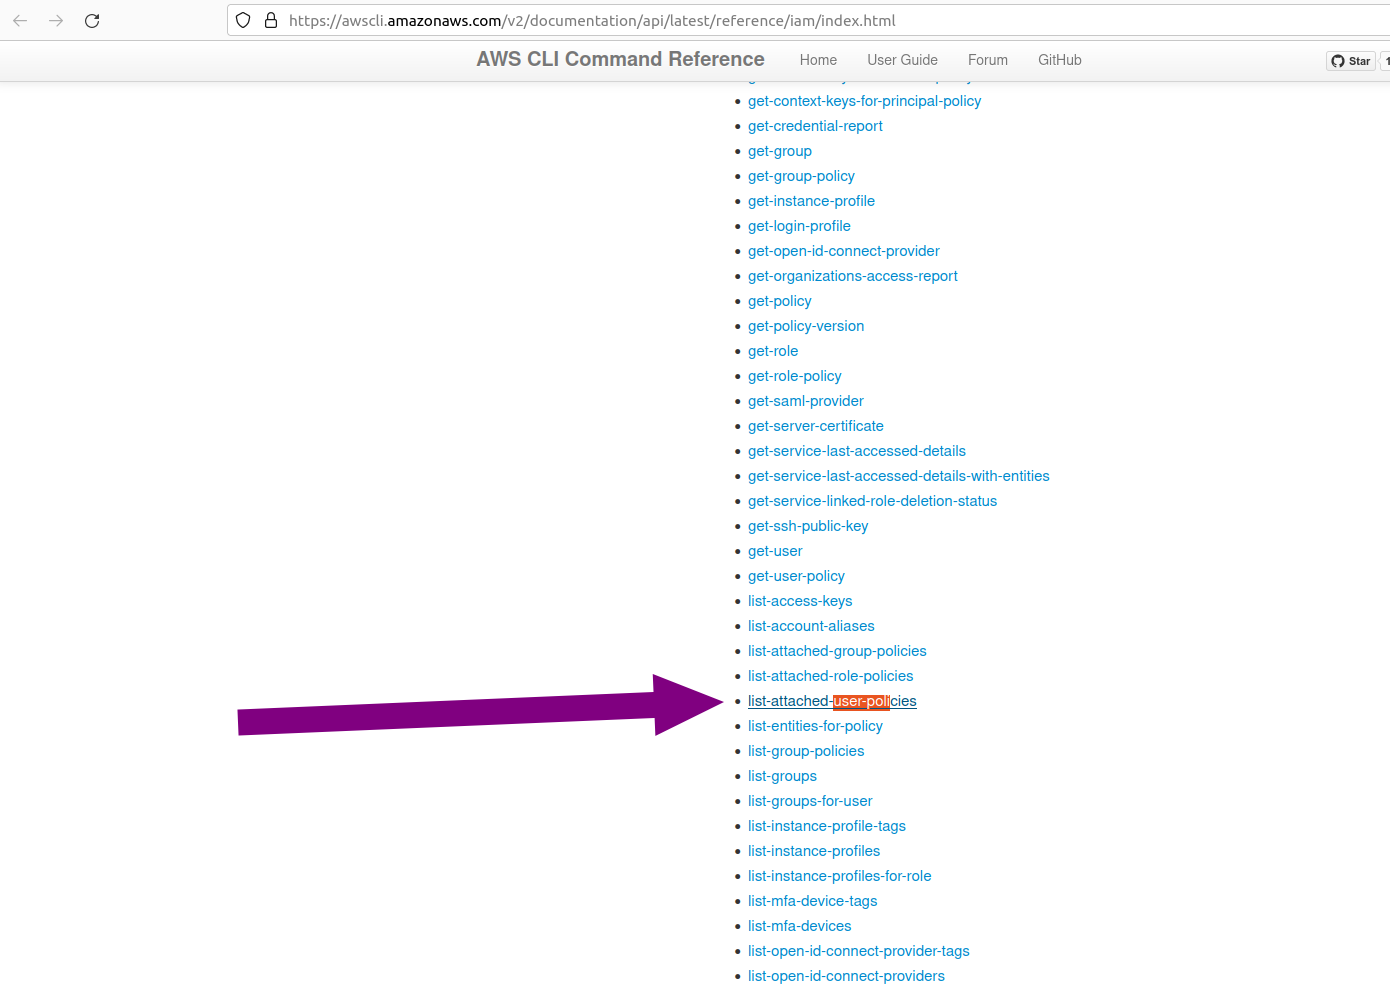 https://awscli.amazonaws.com/v2/documentation/api/latest/reference/iam/index.html
AWS CLI Command Reference Home User Guide Forum GitHub Star 1
get-context-keys-for-principal-policy
get-credential-report
get-group
get-group-policy
get-instance-profile
get-login-profile
get-open-id-connect-provider
get-organizations-access-report
get-policy
get-policy-version
get-role
get-role-policy
get-saml-provider
get-server-certificate
get-service-last-accessed-details
get-service-last-accessed-details-with-entities
get-service-linked-role-deletion-status
get-ssh-public-key
get-user
get-user-policy
list-access-keys
list-account-aliases
list-attached-group-policies
list-attached-role-policies
list-attached-user-policies
list-entities-for-policy
list-group-policies
list-groups
list-groups-for-user
list-instance-profile-tags
list-instance-profiles
list-instance-profiles-for-role
list-mfa-device-tags
list-mfa-devices
list-open-id-connect-provider-tags
list-open-id-connect-providers